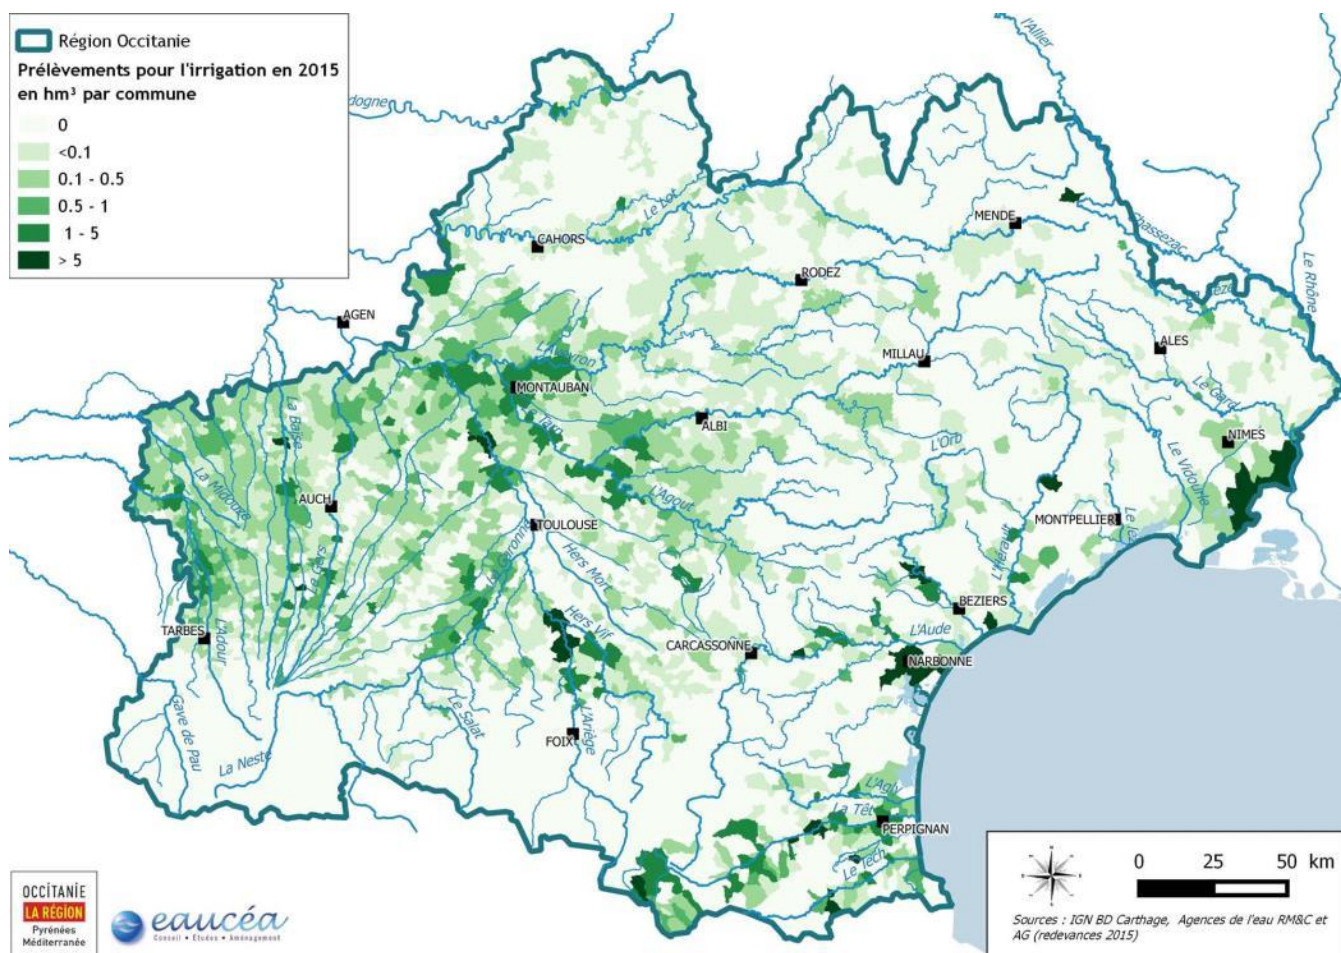 Région Occitanie
Prélèvements pour l'irrigation en 2015
en hm³ par commune
0
<0.1
0.1 - 0.5
0.5 - 1
1 - 5
> 5
dogne
l'Allier
Le Lot
CAHORS
MENDE
Chassezac
RODEZ
Le Rhône
AGEN
L'Aveyron
MILLAU
ALES
MONTAUBAN
La Baïse
Le Tarn
ALBI
Le Gard
L'Orb
NIMES
La Midouze
AUCH
L'Agout
Le Vidourle
TOULOUSE
MONTPELLIER
Le Lez
L'Hérault
La Garonne
Hers Mort
Le Gers
BEZIERS
Hers Vif
TARBES
L'Adour
L'Aude
CARCASSONNE
NARBONNE
Gave de Pau
Le Salat
L'Ariège
FOIX
La Neste
L'Agly
La Têt
PERPIGNAN
Le Tech
0 25 50 km
Sources : IGN BD Carthage, Agences de l'eau RM&C et
AG (redevances 2015)
OCCITANIE
LA RÉGION
Pyrénées
Méditerranée
eaucéa
Conseil • Études • Aménagement